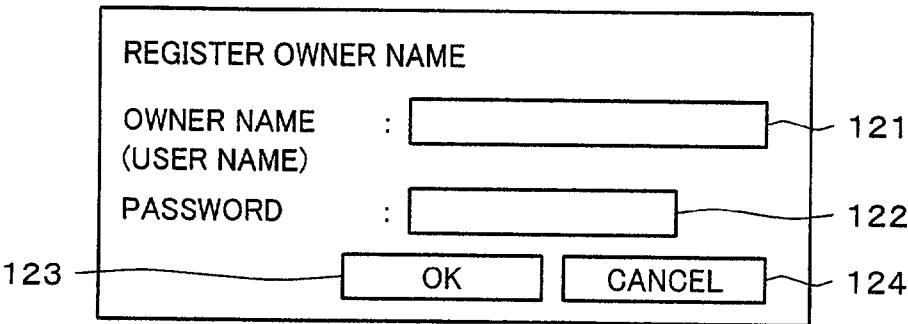 REGISTER OWNER NAME
OWNER NAME : 121
(USER NAME)
PASSWORD : 122
123 OK CANCEL 124